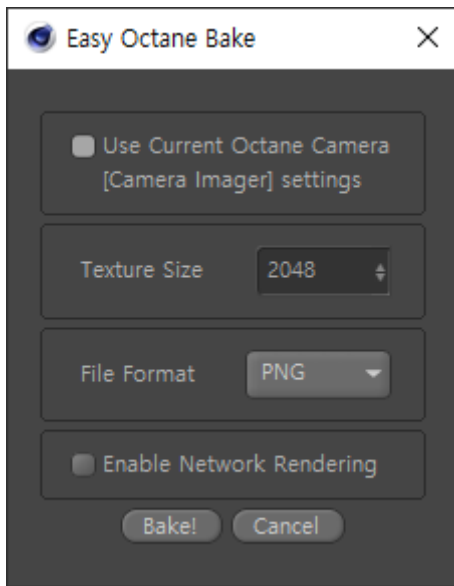 Easy Octane Bake
Use Current Octane Camera
[Camera Imager] settings
Texture Size 2048
File Format PNG
Enable Network Rendering
Bake! Cancel